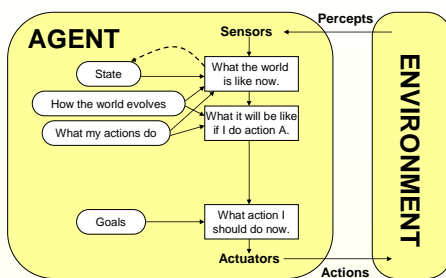 Percepts
AGENT
Sensors
State
What the world
is like now.
How the world evolves
What my actions do
What it will be like
if I do action A.
Goals
What action I
should do now.
Actuators
Actions
ENVIRONMENT